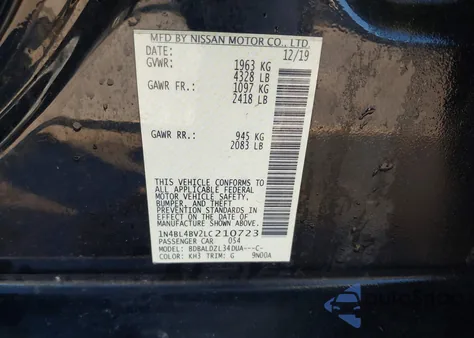 MFD BY NISSAN MOTOR CO., LTD.
DATE: 12/19
GVWR: 1963 KG
4328 LB
GAWR FR: 1097 KG
2418 LB
GAWR RR: 945 KG
2083 LB
THIS VEHICLE CONFORMS TO
ALL APPLICABLE FEDERAL
MOTOR VEHICLE SAFETY,
BUMPER, AND THEFT
PREVENTION STANDARDS
IN EFFECT ON THE DATE OF
MANUFACTURE SHOWN ABOVE.
1N4BL4BV2LC210723
PASSENGER CAR 054
MODEL: BDBALDZL34DUA---C-
COLOR: KH3 TRIM: G 9N00A